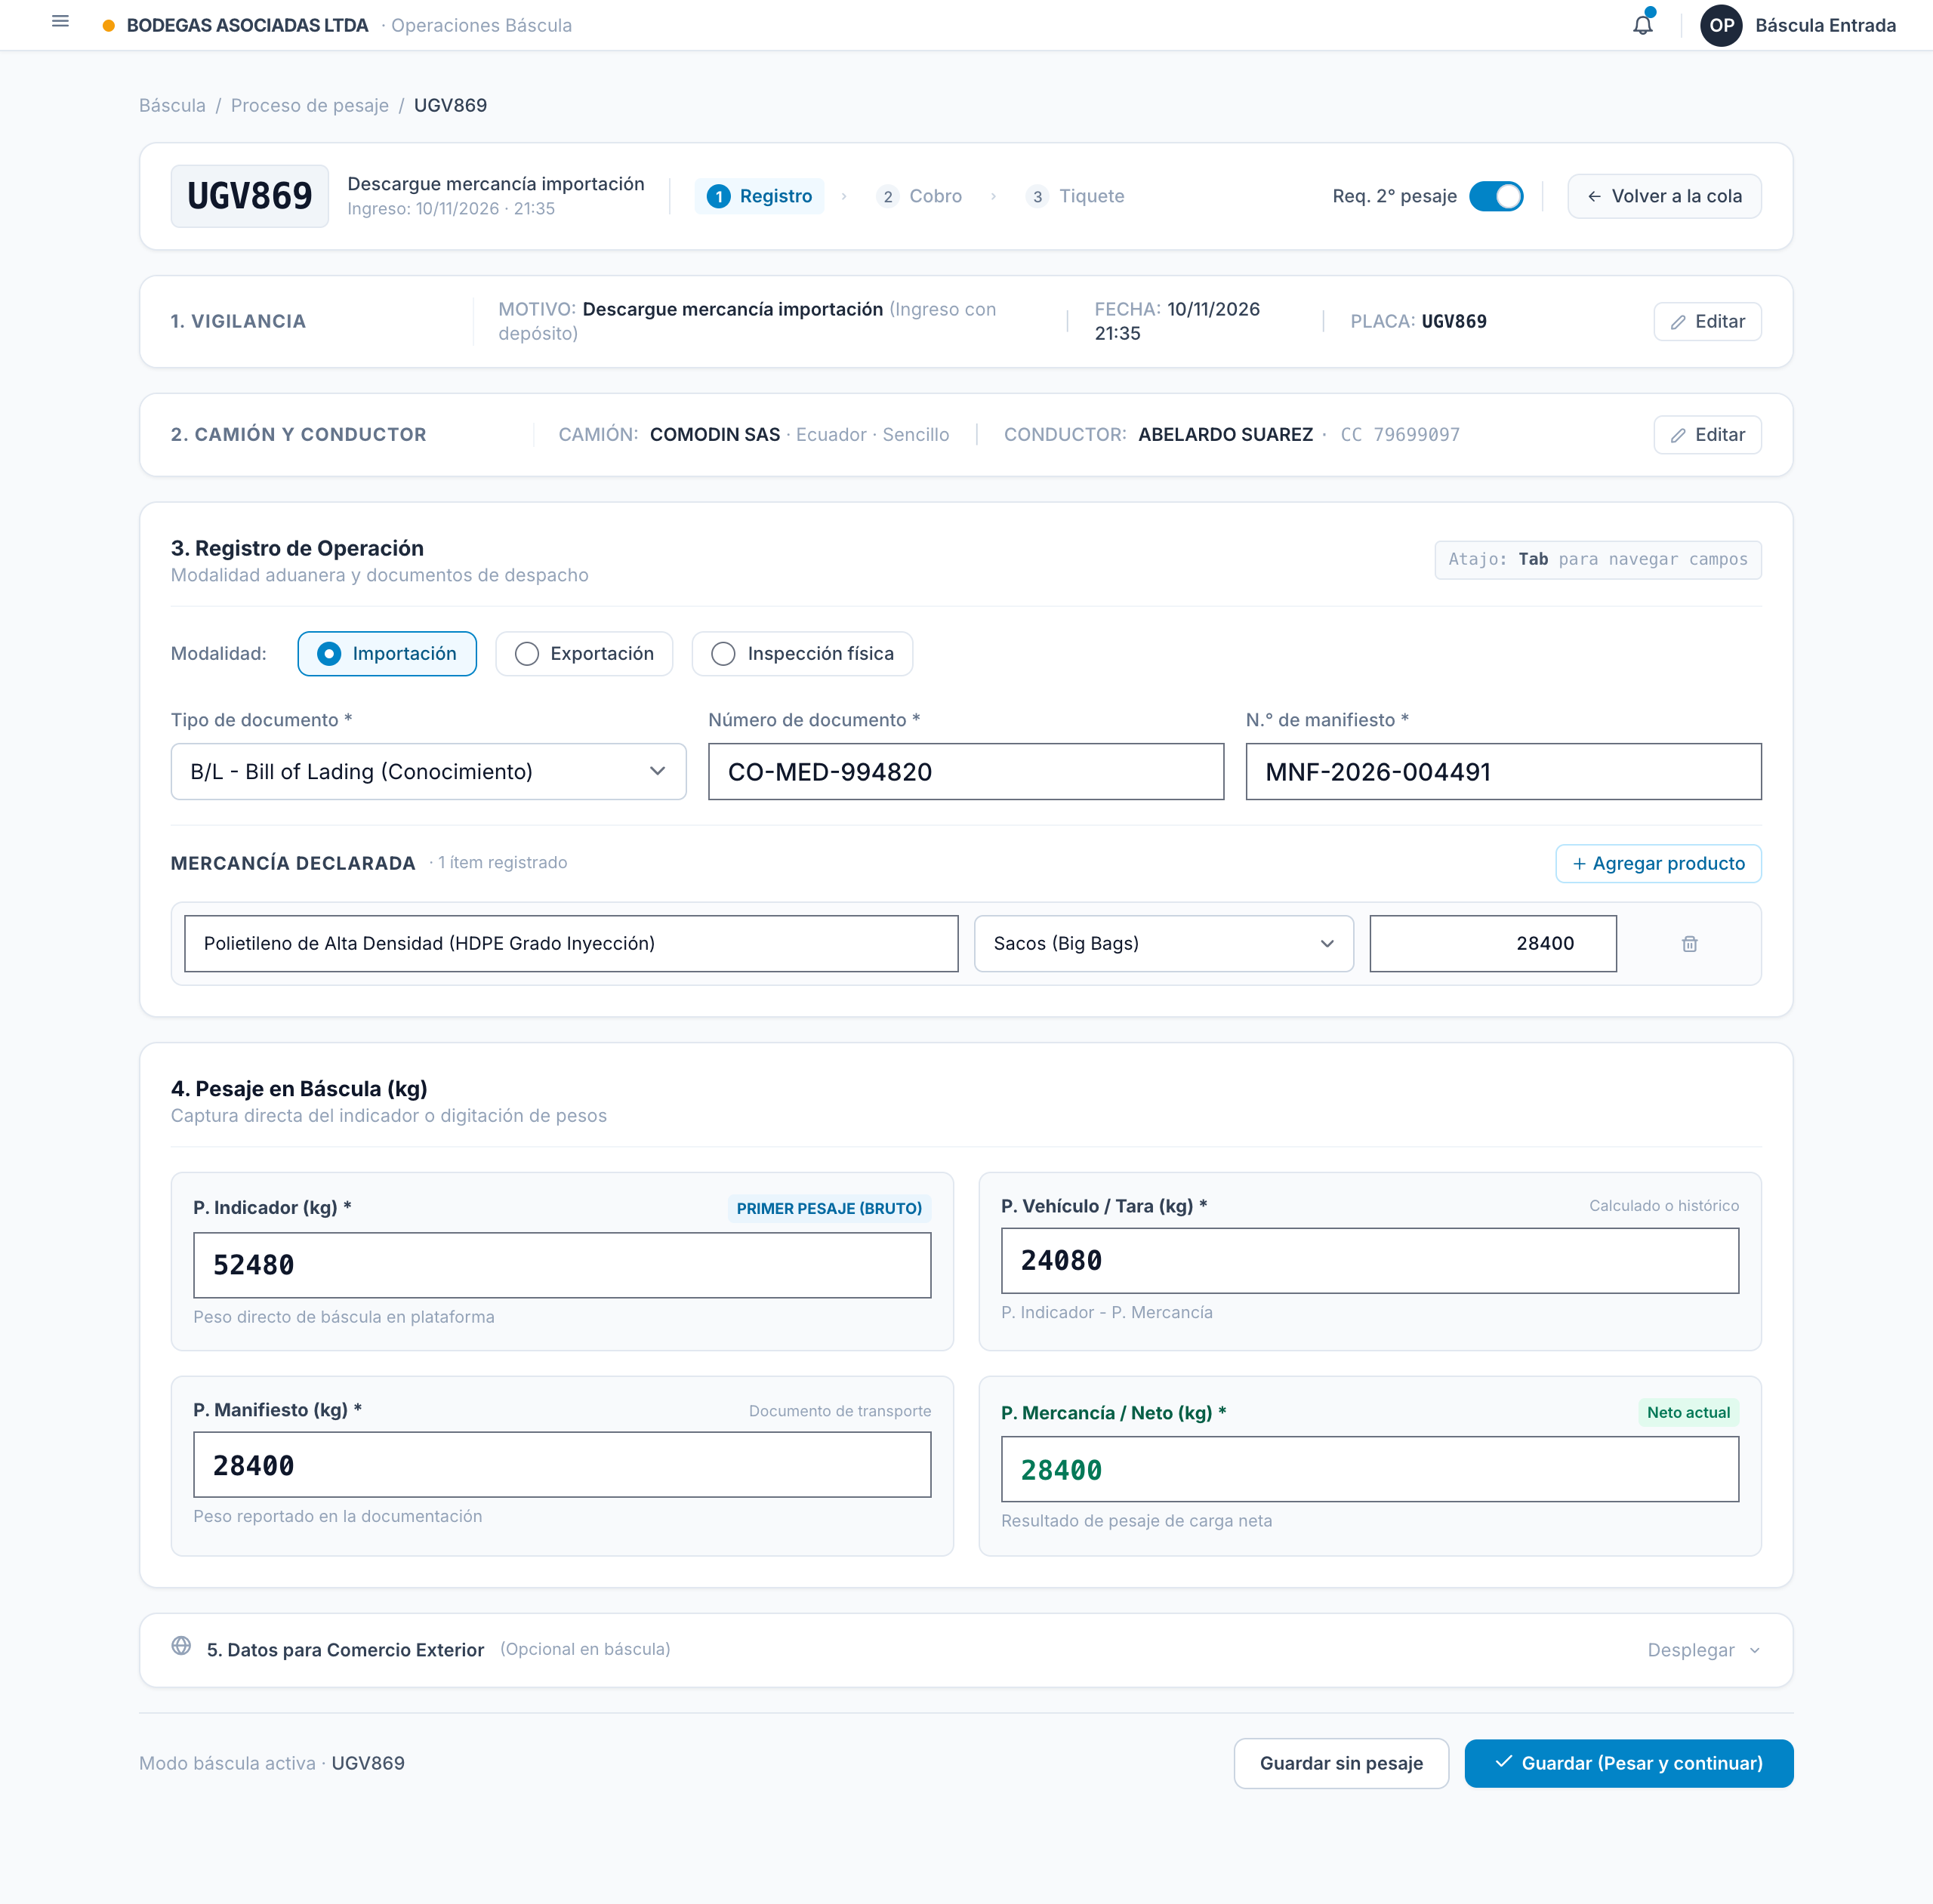 BODEGAS ASOCIADAS LTDA · Operaciones Báscula
OP Báscula Entrada
Báscula / Proceso de pesaje / UGV869
UGV869
Descargue mercancía importación
Ingreso: 10/11/2026 · 21:35
1 Registro › 2 Cobro › 3 Tiquete
Req. 2° pesaje
← Volver a la cola
1. VIGILANCIA
MOTIVO: Descargue mercancía importación (Ingreso con
depósito)
FECHA: 10/11/2026
21:35
PLACA: UGV869
Editar
2. CAMIÓN Y CONDUCTOR
CAMIÓN: COMODIN SAS · Ecuador · Sencillo
CONDUCTOR: ABELARDO SUAREZ · CC 79699097
Editar
3. Registro de Operación
Modalidad aduanera y documentos de despacho
Atajo: Tab para navegar campos
Modalidad: Importación Exportación Inspección física
Tipo de documento * Número de documento * N.° de manifiesto *
B/L - Bill of Lading (Conocimiento) CO-MED-994820 MNF-2026-004491
MERCANCÍA DECLARADA · 1 ítem registrado
+ Agregar producto
Polietileno de Alta Densidad (HDPE Grado Inyección) Sacos (Big Bags) 28400
4. Pesaje en Báscula (kg)
Captura directa del indicador o digitación de pesos
P. Indicador (kg) * PRIMER PESAJE (BRUTO)
52480
Peso directo de báscula en plataforma
P. Vehículo / Tara (kg) * Calculado o histórico
24080
P. Indicador - P. Mercancía
P. Manifiesto (kg) * Documento de transporte
28400
Peso reportado en la documentación
P. Mercancía / Neto (kg) * Neto actual
28400
Resultado de pesaje de carga neta
5. Datos para Comercio Exterior (Opcional en báscula)
Desplegar
Modo báscula activa · UGV869
Guardar sin pesaje
Guardar (Pesar y continuar)